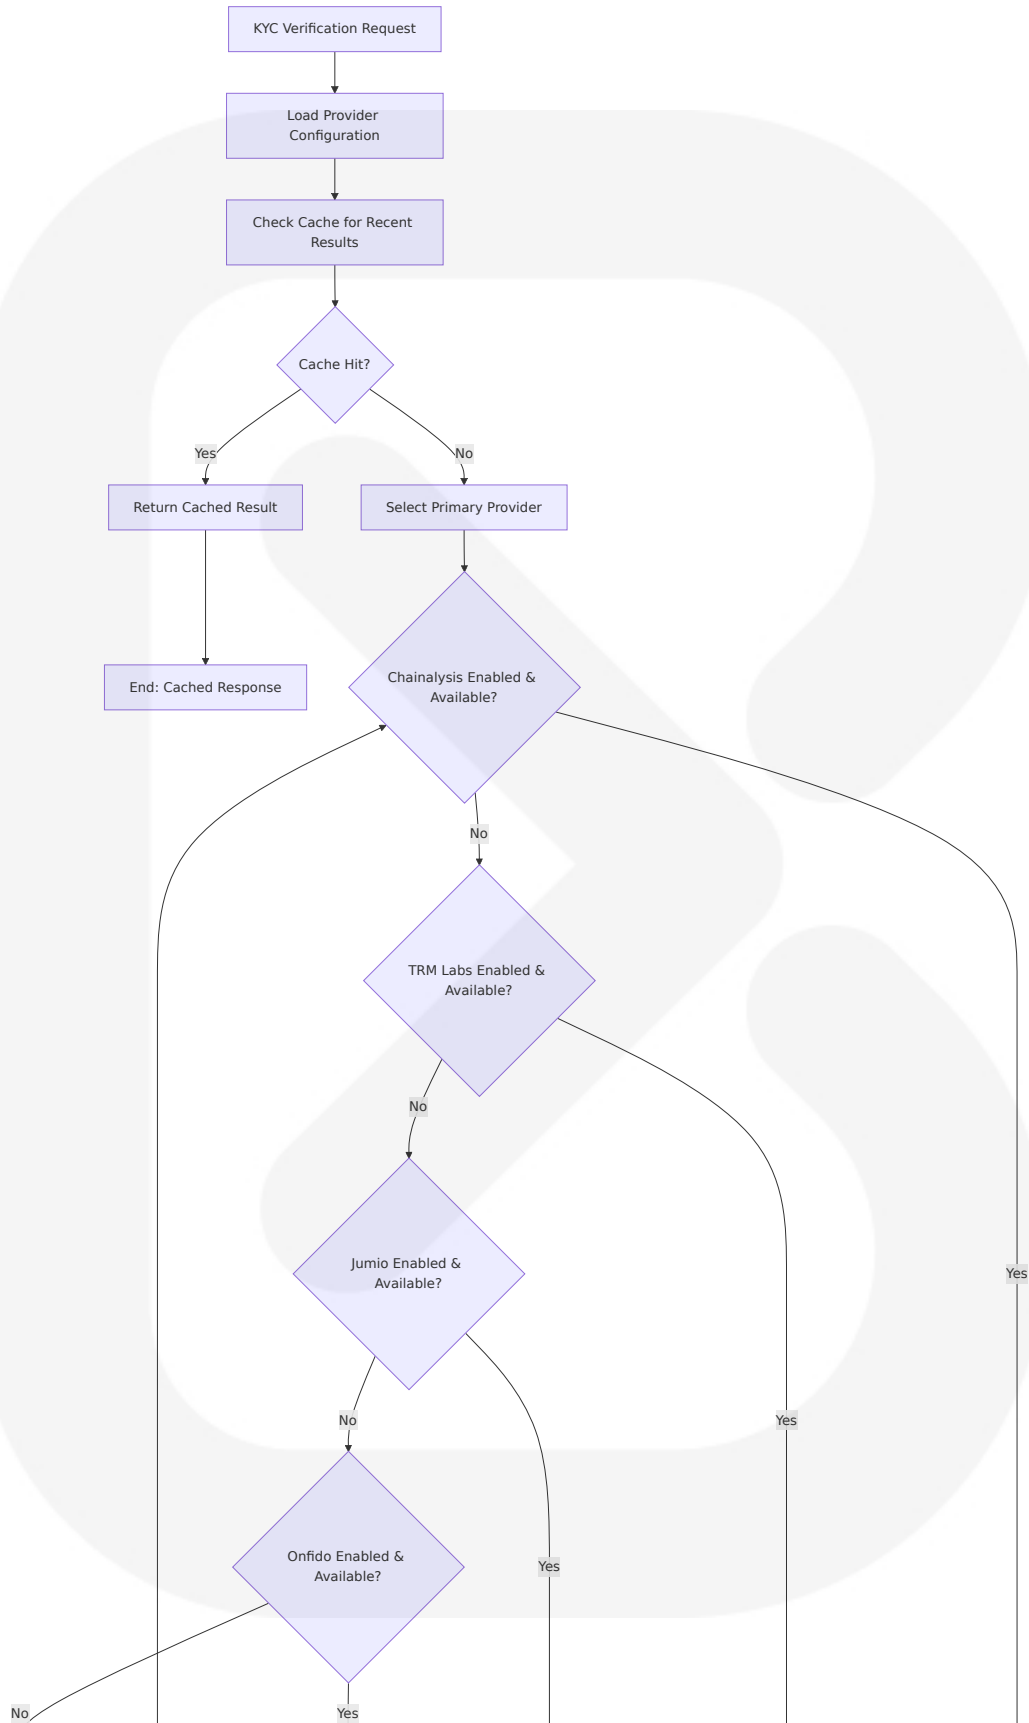 KYC Verification Request
Load Provider
Configuration
Check Cache for Recent
Results
Cache Hit?
Yes
No
Return Cached Result
Select Primary Provider
Chainalysis Enabled &
Available?
End: Cached Response
No
TRM Labs Enabled &
Available?
No
Jumio Enabled &
Available?
Yes
No
Yes
Onfido Enabled &
Available?
Yes
No
Yes